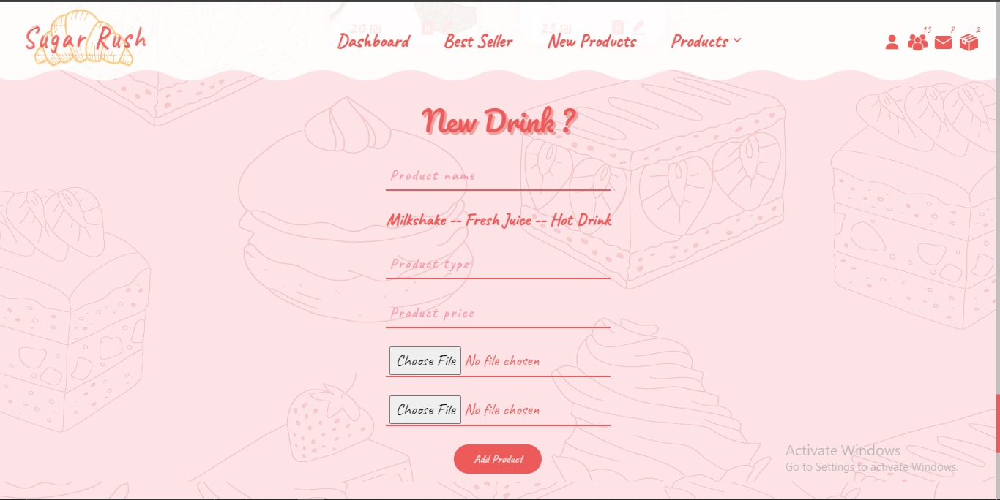 20 ₪
25 ₪
Sugar Rush
Dashboard
Best Seller
New Products
Products
15
7
2
New Drink ?
Product name
Milkshake -- Fresh Juice -- Hot Drink
Product type
Product price
Choose File No file chosen
Choose File No file chosen
Add Product
Activate Windows
Go to Settings to activate Windows.